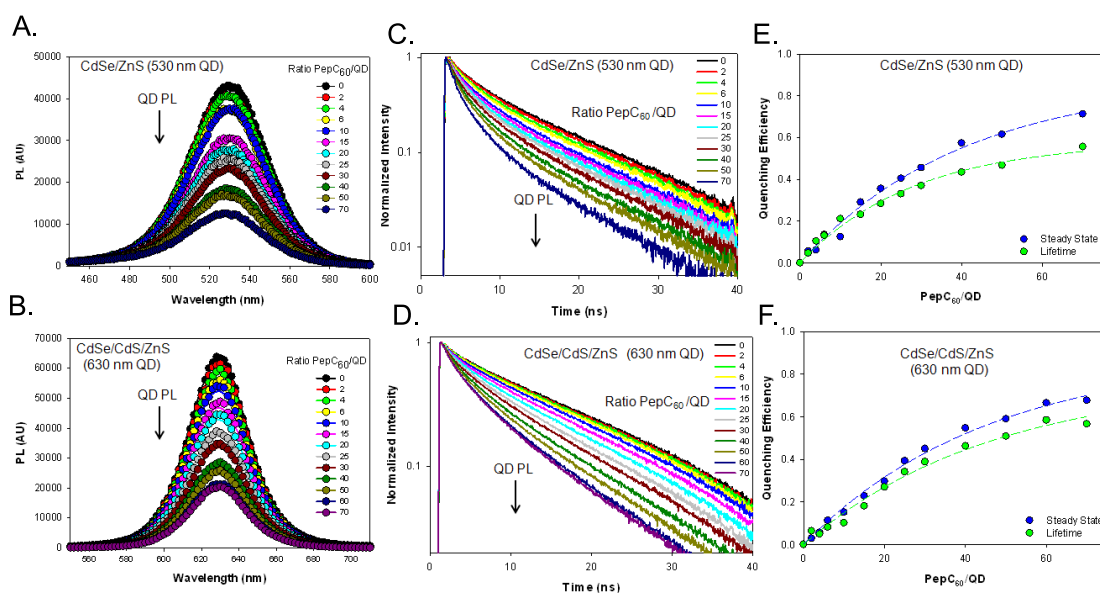 A.
PL (AU)
50000
40000
30000
20000
10000
0
CdSe/ZnS (530 nm QD)
QD PL
Ratio PepC60/QD
0
2
4
6
10
15
20
25
30
40
50
70
460 480 500 520 540 560 580 600
Wavelength (nm)
B.
PL (AU)
70000
60000
50000
40000
30000
20000
10000
0
CdSe/CdS/ZnS
(630 nm QD)
QD PL
Ratio PepC60/QD
0
2
4
6
10
15
20
25
30
40
50
60
70
560 580 600 620 640 660 680 700
Wavelength (nm)
C.
Normalized Intensity
1
0.1
0.01
CdSe/ZnS (530 nm QD)
Ratio PepC60/QD
QD PL
0
2
4
6
10
15
20
25
30
40
50
70
0 10 20 30 40
Time (ns)
D.
Normalized Intensity
1
0.1
CdSe/CdS/ZnS (630 nm QD)
Ratio PepC60/QD
QD PL
0
2
4
6
10
15
20
25
30
40
50
60
70
0 10 20 30 40
Time (ns)
E.
Quenching Efficiency
1.0
0.8
0.6
0.4
0.2
0.0
CdSe/ZnS (530 nm QD)
Steady State
Lifetime
0 20 40 60
PepC60/QD
F.
Quenching Efficiency
1.0
0.8
0.6
0.4
0.2
0.0
CdSe/CdS/ZnS
(630 nm QD)
Steady State
Lifetime
0 20 40 60
PepC60/QD